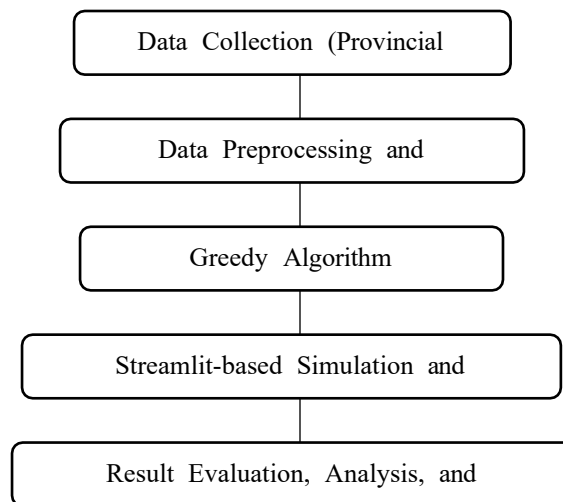 Data Collection (Provincial
Data Preprocessing and
Greedy Algorithm
Streamlit-based Simulation and
Result Evaluation, Analysis, and